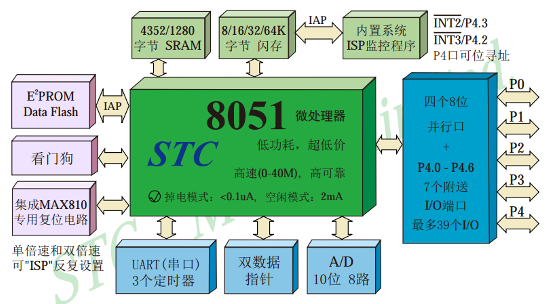 4352/1280
字节 SRAM
8/16/32/64K
字节 闪存
IAP
内置系统
ISP监控程序
INT2/P4.3
INT3/P4.2
P4口可位寻址
E²PROM
Data Flash
IAP
看门狗
集成MAX810
专用复位电路
单倍速和双倍速
可"ISP"反复设置
8051 微处理器
STC
低功耗，超低价
高速(0-40M)，高可靠
掉电模式：<0.1uA，空闲模式：2mA
四个8位
并行口
+
P4.0 - P4.6
7个附送
I/O端口
最多39个I/O
P0
P1
P2
P3
P4
UART(串口)
3个定时器
双数据
指针
A/D
10位 8路
STC